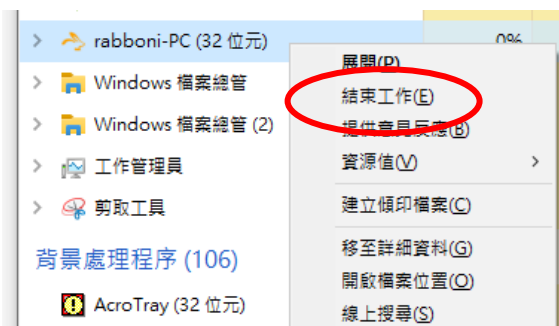 rabboni-PC (32 位元)
0%
Windows 檔案總管
Windows 檔案總管 (2)
工作管理員
剪取工具
背景處理程序 (106)
AcroTray (32 位元)
展開(P)
結束工作(E)
提供意見反應(B)
資源值(V)
建立傾印檔案(C)
移至詳細資料(G)
開啟檔案位置(O)
線上搜尋(S)